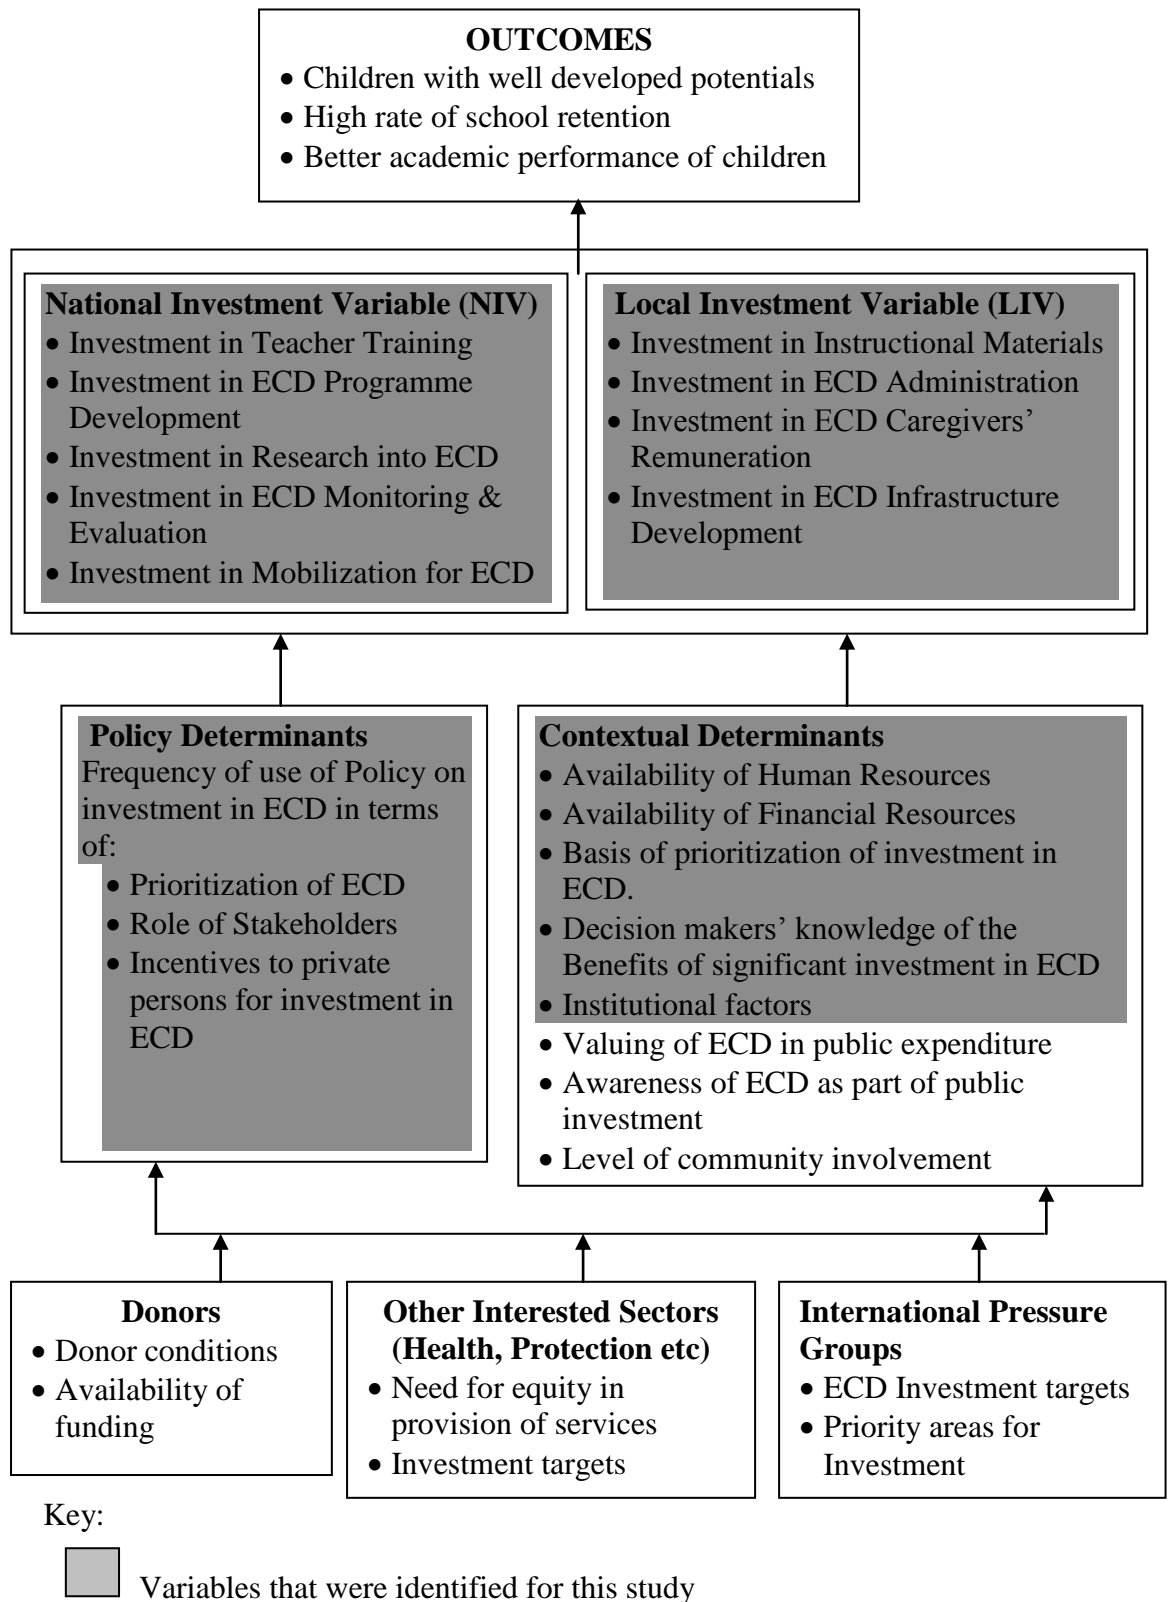 OUTCOMES
• Children with well developed potentials
• High rate of school retention
• Better academic performance of children
National Investment Variable (NIV)
• Investment in Teacher Training
• Investment in ECD Programme
Development
• Investment in Research into ECD
• Investment in ECD Monitoring &
Evaluation
• Investment in Mobilization for ECD
Local Investment Variable (LIV)
• Investment in Instructional Materials
• Investment in ECD Administration
• Investment in ECD Caregivers’
Remuneration
• Investment in ECD Infrastructure
Development
Policy Determinants
Frequency of use of Policy on
investment in ECD in terms
of:
• Prioritization of ECD
• Role of Stakeholders
• Incentives to private
persons for investment in
ECD
Contextual Determinants
• Availability of Human Resources
• Availability of Financial Resources
• Basis of prioritization of investment in
ECD.
• Decision makers’ knowledge of the
Benefits of significant investment in ECD
• Institutional factors
• Valuing of ECD in public expenditure
• Awareness of ECD as part of public
investment
• Level of community involvement
Donors
• Donor conditions
• Availability of
funding
Other Interested Sectors
(Health, Protection etc)
• Need for equity in
provision of services
• Investment targets
International Pressure
Groups
• ECD Investment targets
• Priority areas for
Investment
Key:
Variables that were identified for this study